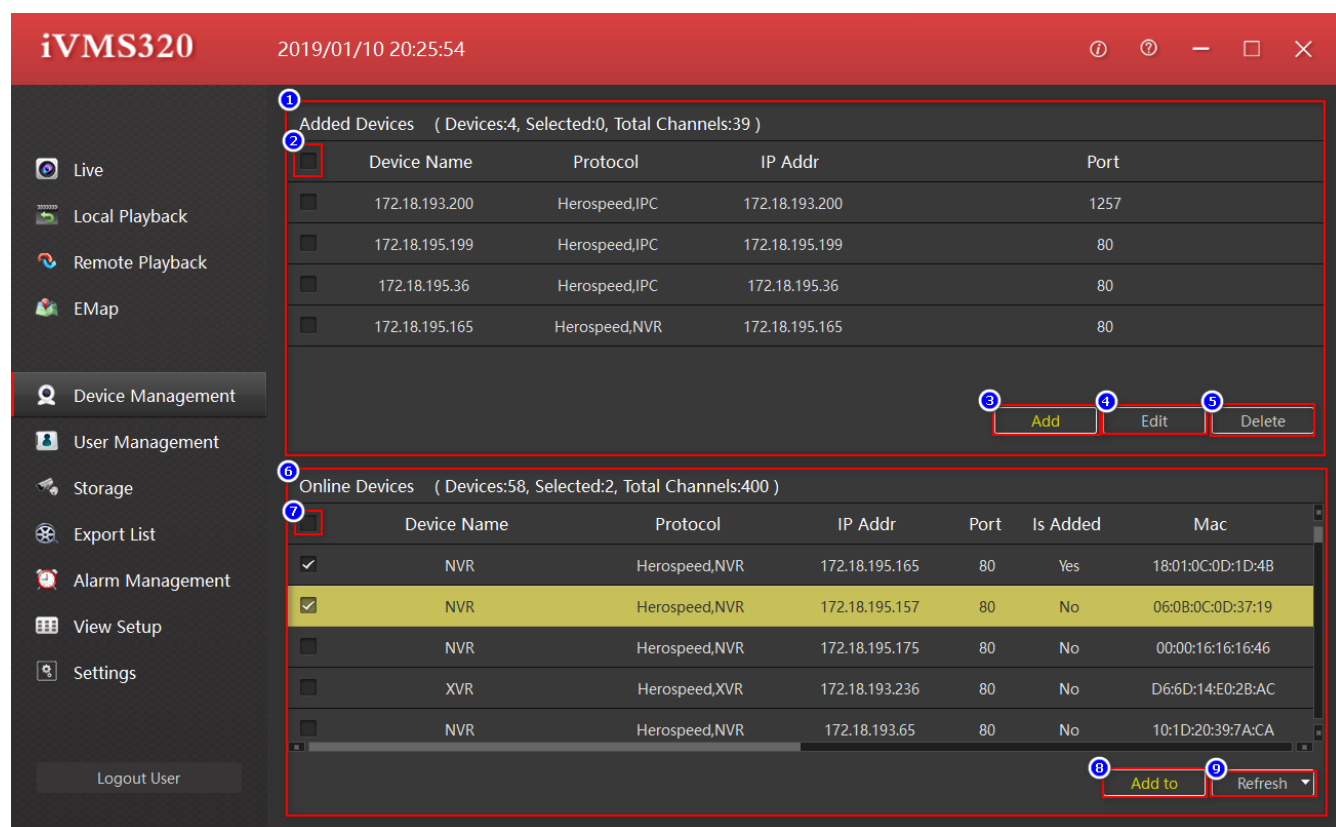 iVMS320 2019/01/10 20:25:54
1
Added Devices ( Devices:4, Selected:0, Total Channels:39 )
2
Device Name Protocol IP Addr Port
172.18.193.200 Herospeed,IPC 172.18.193.200 1257
172.18.195.199 Herospeed,IPC 172.18.195.199 80
172.18.195.36 Herospeed,IPC 172.18.195.36 80
172.18.195.165 Herospeed,NVR 172.18.195.165 80
3 4 5
Add Edit Delete
Live
Local Playback
Remote Playback
EMap
Device Management
User Management
Storage
Export List
Alarm Management
View Setup
Settings
Logout User
6
Online Devices ( Devices:58, Selected:2, Total Channels:400 )
7
Device Name Protocol IP Addr Port Is Added Mac
NVR Herospeed,NVR 172.18.195.165 80 Yes 18:01:0C:0D:1D:4B
NVR Herospeed,NVR 172.18.195.157 80 No 06:0B:0C:0D:37:19
NVR Herospeed,NVR 172.18.195.175 80 No 00:00:16:16:16:46
XVR Herospeed,XVR 172.18.193.236 80 No D6:6D:14:E0:2B:AC
NVR Herospeed,NVR 172.18.193.65 80 No 10:1D:20:39:7A:CA
8 9
Add to Refresh